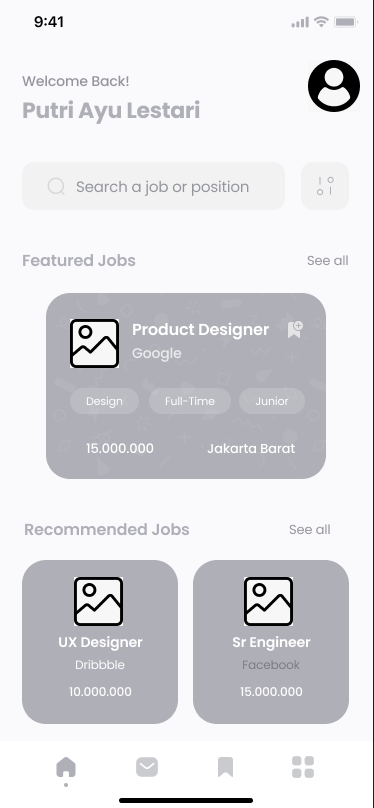 9:41
Welcome Back!
Putri Ayu Lestari
Search a job or position
Featured Jobs
See all
Product Designer
Google
Design
Full-Time
Junior
15.000.000
Jakarta Barat
Recommended Jobs
See all
UX Designer
Dribbble
10.000.000
Sr Engineer
Facebook
15.000.000